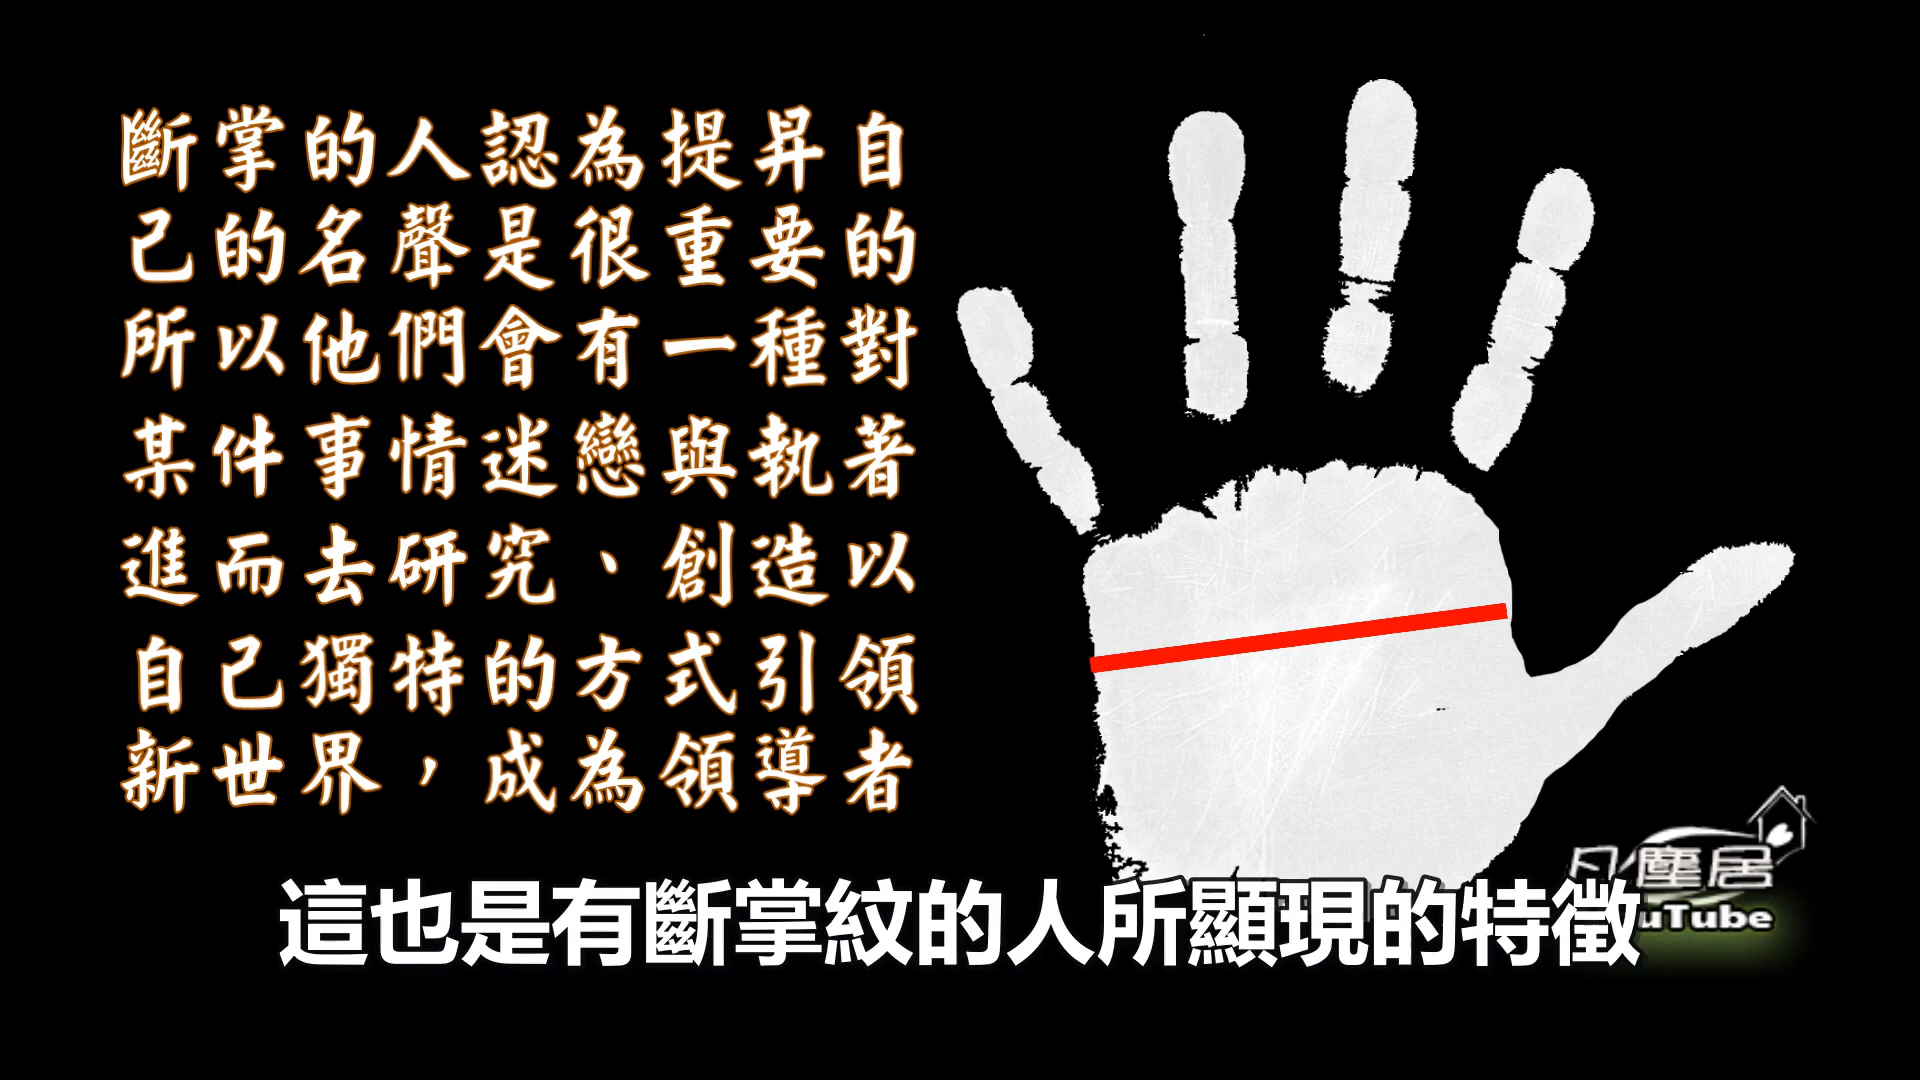 斷掌的人認為提昇自
己的名聲是很重要的
所以他們會有一種對
某件事情迷戀與執著
進而去研究、創造以
自己獨特的方式引領
新世界，成為領導者
凡塵居
uTube
這也是有斷掌紋的人所顯現的特徵